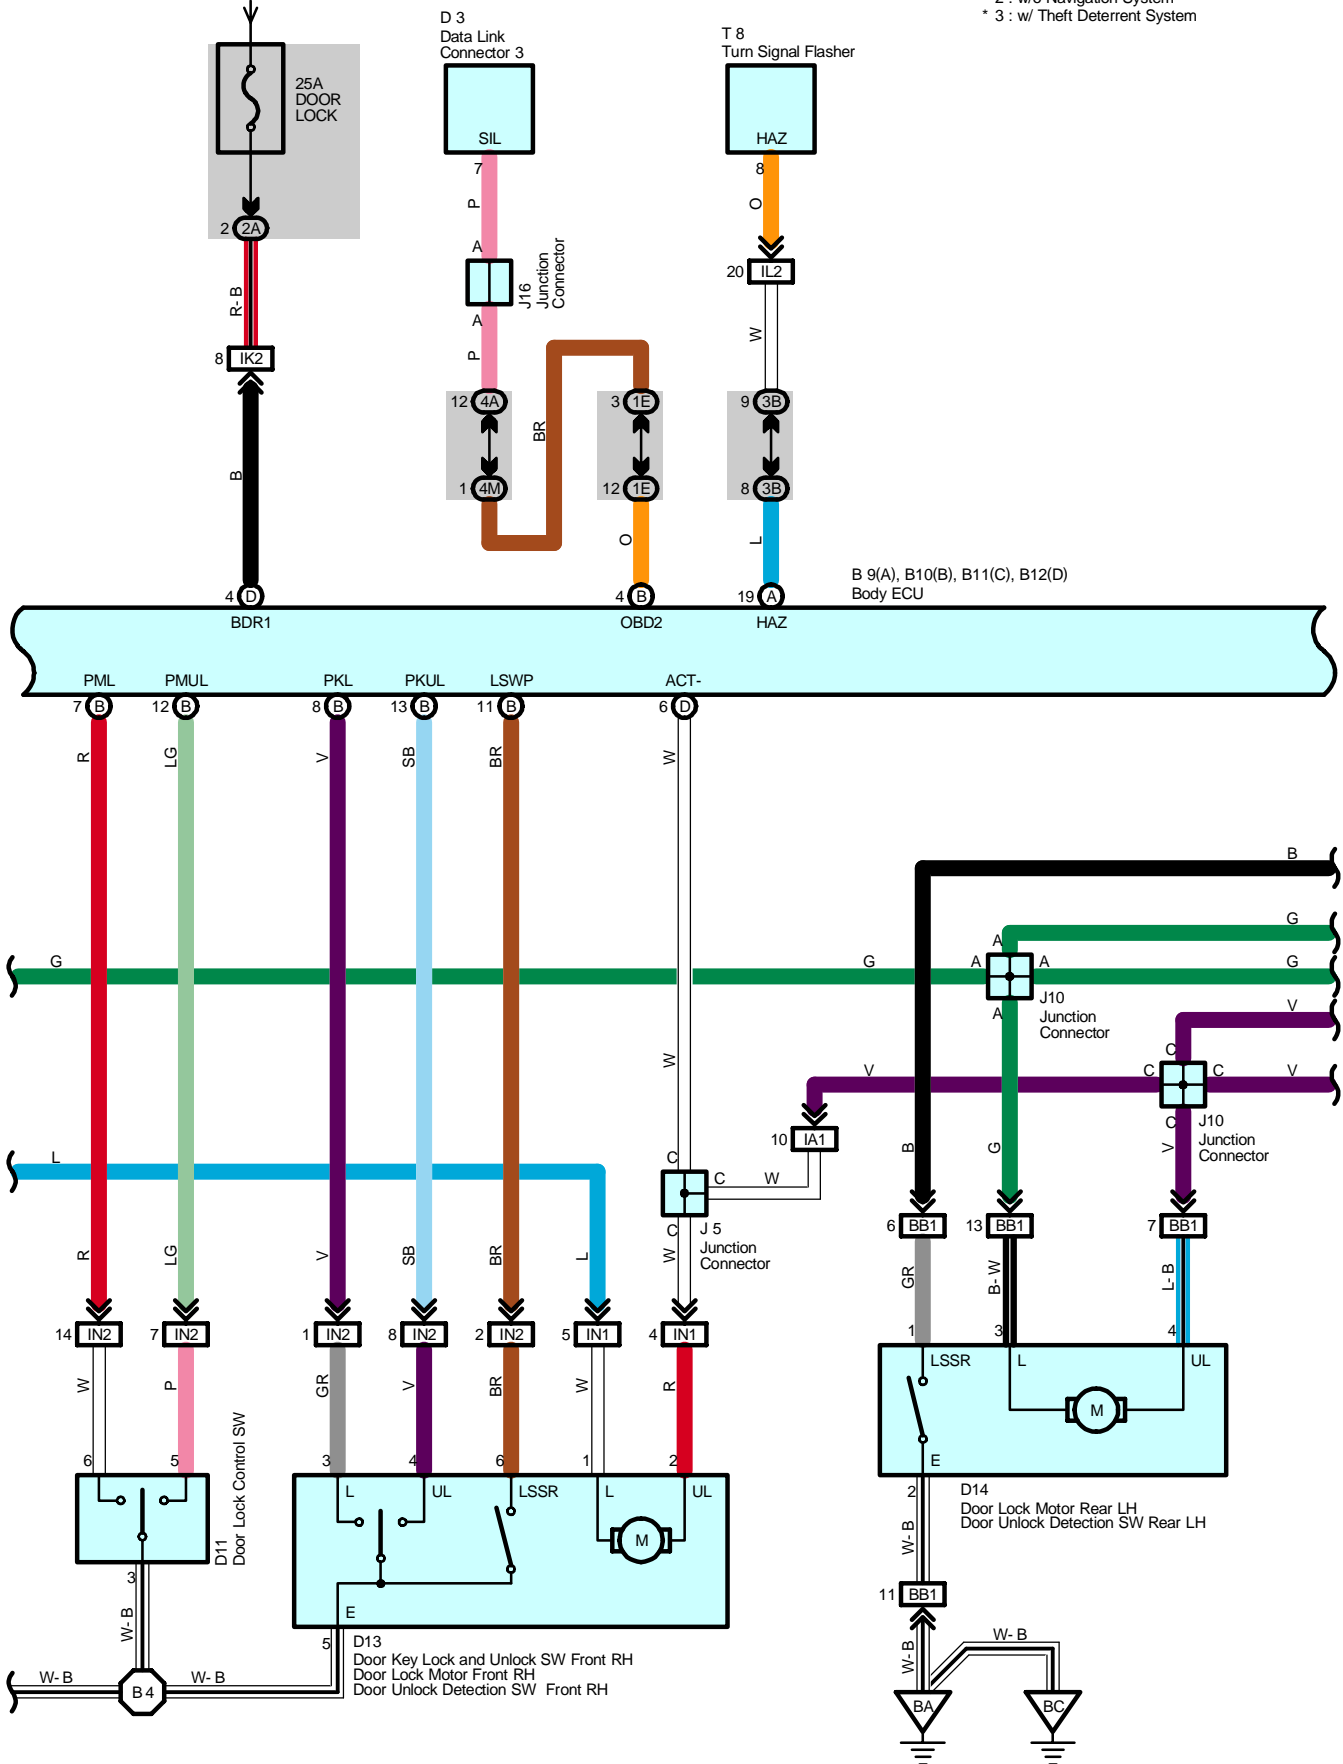 * 2 : w/o Navigation System
* 3 : w/ Theft Deterrent System
D 3
Data Link
Connector 3
T 8
Turn Signal Flasher
25A
DOOR
LOCK
SIL
HAZ
7
8
P
O
2 2A
A
J16
Junction
Connector
20 IL2
R- B
A
W
P
8 IK2
12 4A
3 1E
9 3B
BR
B
1 4M
12 1E
8 3B
O
L
B 9(A), B10(B), B11(C), B12(D)
Body ECU
4 D
4 B
19 A
BDR1
OBD2
HAZ
PML
PMUL
PKL
PKUL
LSWP
ACT-
7 B
12 B
8 B
13 B
11 B
6 D
R
LG
V
SB
BR
W
B
G
A
G
G
A
A
G
A
J10
Junction
Connector
V
C
W
V
C
C
V
C
J10
Junction
Connector
10 IA1
B
G
V
L
C
C
W
C
J 5
Junction
Connector
6 BB1
13 BB1
7 BB1
R
LG
V
SB
BR
L
W
GR
B- W
L- B
14 IN2
7 IN2
1 IN2
8 IN2
2 IN2
5 IN1
4 IN1
1
3
4
LSSR
L
UL
W
P
GR
V
BR
W
R
M
6
5
3
4
6
1
2
E
D11
Door Lock Control SW
L
UL
LSSR
L
UL
2
D14
Door Lock Motor Rear LH
Door Unlock Detection SW Rear LH
M
W- B
3
E
11 BB1
W- B
5
D13
Door Key Lock and Unlock SW Front RH
Door Lock Motor Front RH
Door Unlock Detection SW Front RH
W- B
W- B
W- B
B 4
W- B
BA
BC